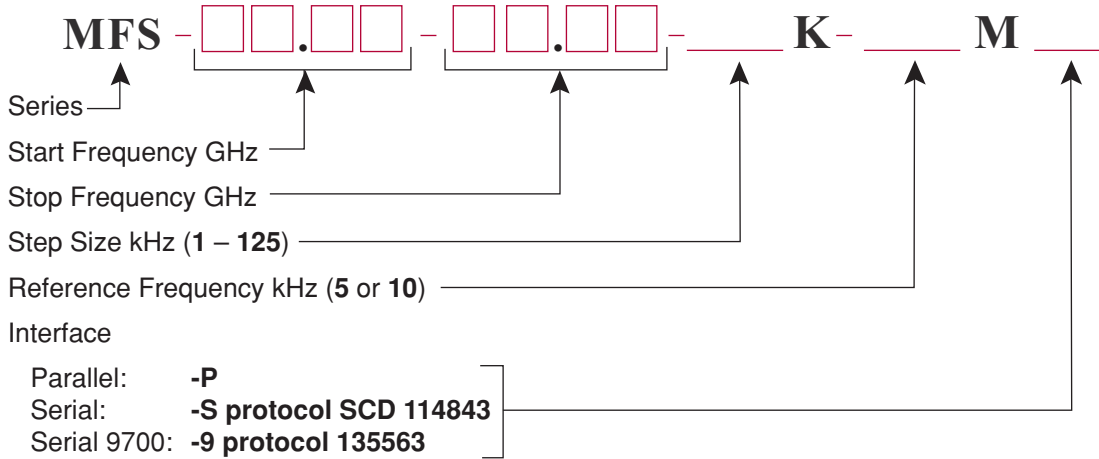 MFS – . – . – K – M
Series
Start Frequency GHz
Stop Frequency GHz
Step Size kHz (1 – 125)
Reference Frequency kHz (5 or 10)
Interface
Parallel: -P
Serial: -S protocol SCD 114843
Serial 9700: -9 protocol 135563